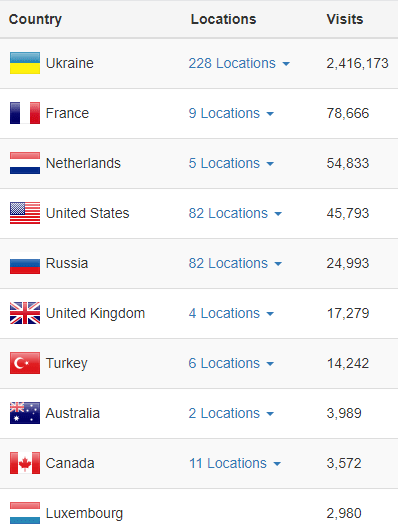 Country Locations Visits
Ukraine 228 Locations 2,416,173
France 9 Locations 78,666
Netherlands 5 Locations 54,833
United States 82 Locations 45,793
Russia 82 Locations 24,993
United Kingdom 4 Locations 17,279
Turkey 6 Locations 14,242
Australia 2 Locations 3,989
Canada 11 Locations 3,572
Luxembourg 2,980